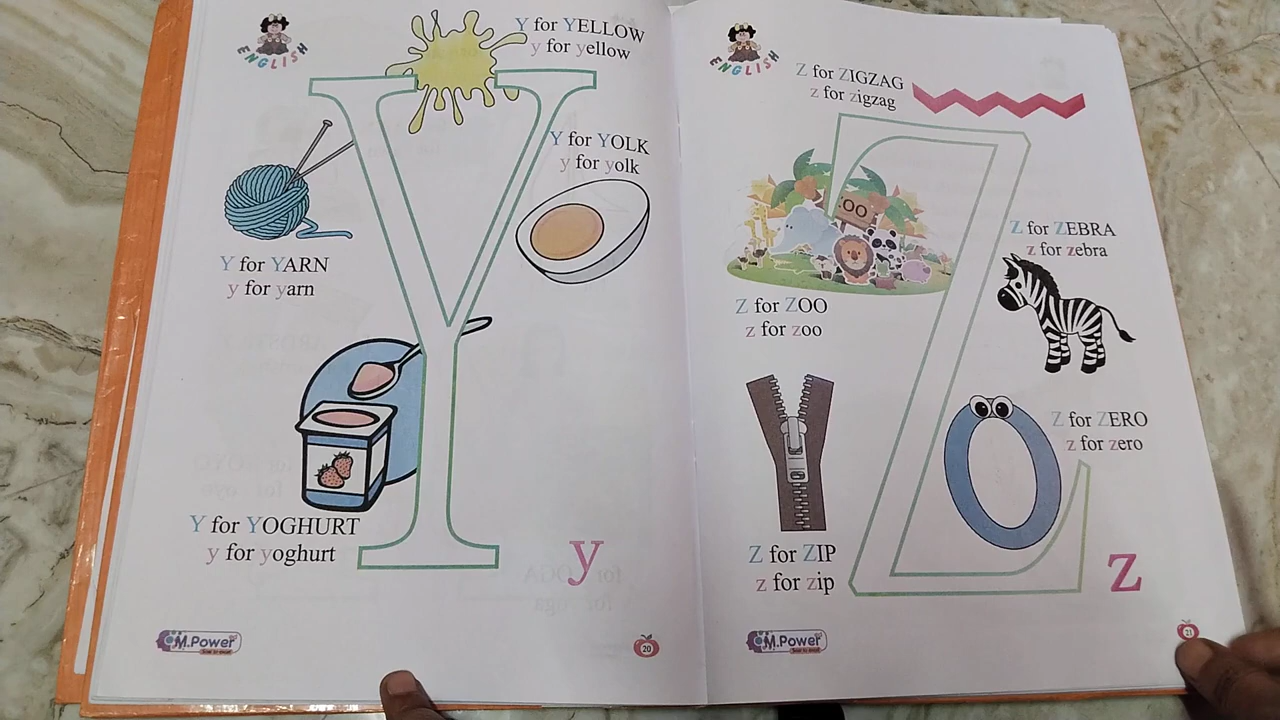 ENGLISH
Y for YELLOW
y for yellow
Y for YOLK
y for yolk
Y for YARN
y for yarn
Y for YOGHURT
y for yoghurt
y
M.Power
20
ENGLISH
Z for ZIGZAG
z for zigzag
OO
Z for ZEBRA
z for zebra
Z for ZOO
z for zoo
Z for ZERO
z for zero
Z for ZIP
z for zip
z
M.Power
21